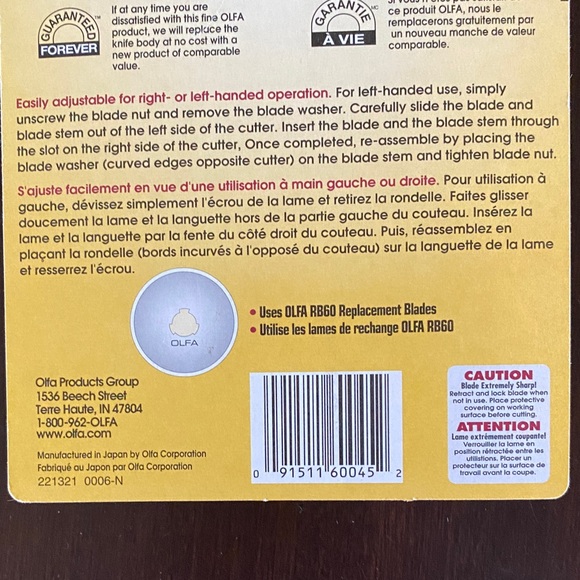 GUARANTEED
FOREVER
If at any time you are
dissatisfied with this fine OLFA
product, we will replace the
knife body at no cost with a
new product of comparable
value.
GARANTIE
À VIE
ce produit OLFA, nous le
remplacerons gratuitement par
un nouveau manche de valeur
comparable.
Easily adjustable for right- or left-handed operation. For left-handed use, simply
unscrew the blade nut and remove the blade washer. Carefully slide the blade and
blade stem out of the left side of the cutter. Insert the blade and the blade stem through
the slot on the right side of the cutter, Once completed, re-assemble by placing the
blade washer (curved edges opposite cutter) on the blade stem and tighten blade nut.
S'ajuste facilement en vue d'une utilisation à main gauche ou droite. Pour utilisation à
gauche, dévissez simplement l'écrou de la lame et retirez la rondelle. Faites glisser
doucement la lame et la languette hors de la partie gauche du couteau. Insérez la
lame et la languette par la fente du côté droit du couteau. Puis, réassemblez en
plaçant la rondelle (bords incurvés à l'opposé du couteau) sur la languette de la lame
et resserrez l'écrou.
OLFA
• Uses OLFA RB60 Replacement Blades
• Utilise les lames de rechange OLFA RB60
Olfa Products Group
1536 Beech Street
Terre Haute, IN 47804
1-800-962-OLFA
www.olfa.com
Manufactured in Japan by Olfa Corporation
Fabriqué au Japon par Olfa Corporation
221321 0006-N
0 91511 60045 2
CAUTION
Blade Extremely Sharp!
Retract and lock blade when
not in use. Place protective
covering on working
surface before cutting.
ATTENTION
Lame extrêmement coupante!
Verrouiller la lame en
position rétractée entre les
utilisations. Placer un
protecteur sur la surface de
travail avant la coupe.